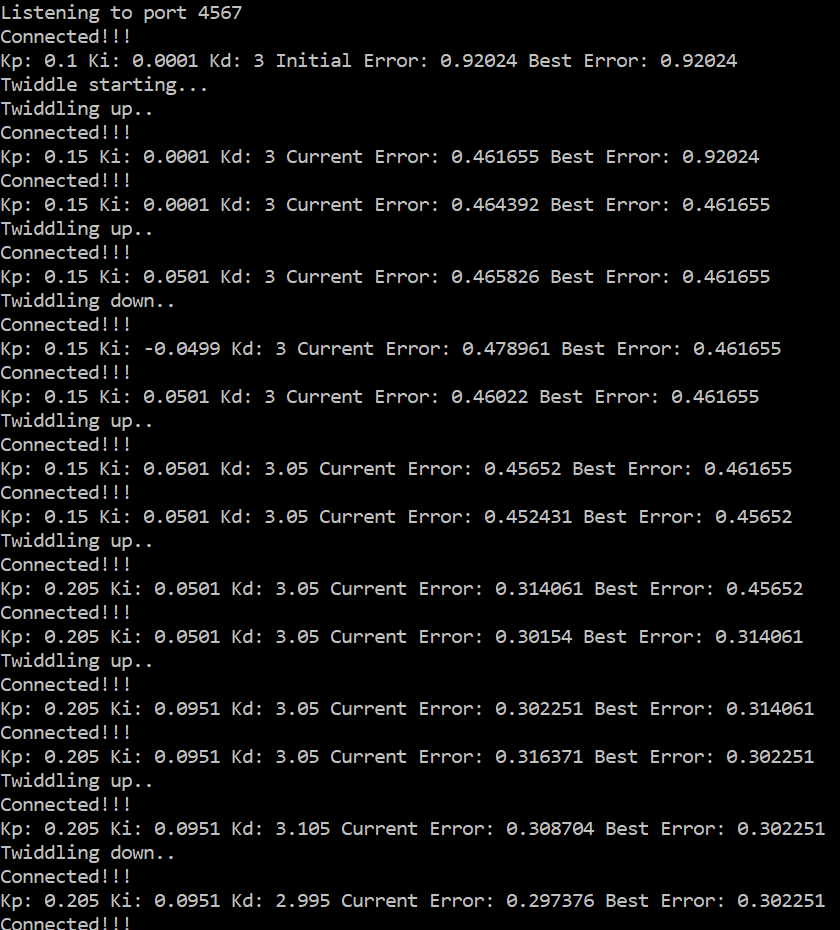 Listening to port 4567
Connected!!!
Kp: 0.1 Ki: 0.0001 Kd: 3 Initial Error: 0.92024 Best Error: 0.92024
Twiddle starting...
Twiddling up..
Connected!!!
Kp: 0.15 Ki: 0.0001 Kd: 3 Current Error: 0.461655 Best Error: 0.92024
Connected!!!
Kp: 0.15 Ki: 0.0001 Kd: 3 Current Error: 0.464392 Best Error: 0.461655
Twiddling up..
Connected!!!
Kp: 0.15 Ki: 0.0501 Kd: 3 Current Error: 0.465826 Best Error: 0.461655
Twiddling down..
Connected!!!
Kp: 0.15 Ki: -0.0499 Kd: 3 Current Error: 0.478961 Best Error: 0.461655
Connected!!!
Kp: 0.15 Ki: 0.0501 Kd: 3 Current Error: 0.46022 Best Error: 0.461655
Twiddling up..
Connected!!!
Kp: 0.15 Ki: 0.0501 Kd: 3.05 Current Error: 0.45652 Best Error: 0.461655
Connected!!!
Kp: 0.15 Ki: 0.0501 Kd: 3.05 Current Error: 0.452431 Best Error: 0.45652
Twiddling up..
Connected!!!
Kp: 0.205 Ki: 0.0501 Kd: 3.05 Current Error: 0.314061 Best Error: 0.45652
Connected!!!
Kp: 0.205 Ki: 0.0501 Kd: 3.05 Current Error: 0.30154 Best Error: 0.314061
Twiddling up..
Connected!!!
Kp: 0.205 Ki: 0.0951 Kd: 3.05 Current Error: 0.302251 Best Error: 0.314061
Connected!!!
Kp: 0.205 Ki: 0.0951 Kd: 3.05 Current Error: 0.316371 Best Error: 0.302251
Twiddling up..
Connected!!!
Kp: 0.205 Ki: 0.0951 Kd: 3.105 Current Error: 0.308704 Best Error: 0.302251
Twiddling down..
Connected!!!
Kp: 0.205 Ki: 0.0951 Kd: 2.995 Current Error: 0.297376 Best Error: 0.302251
Connected!!!